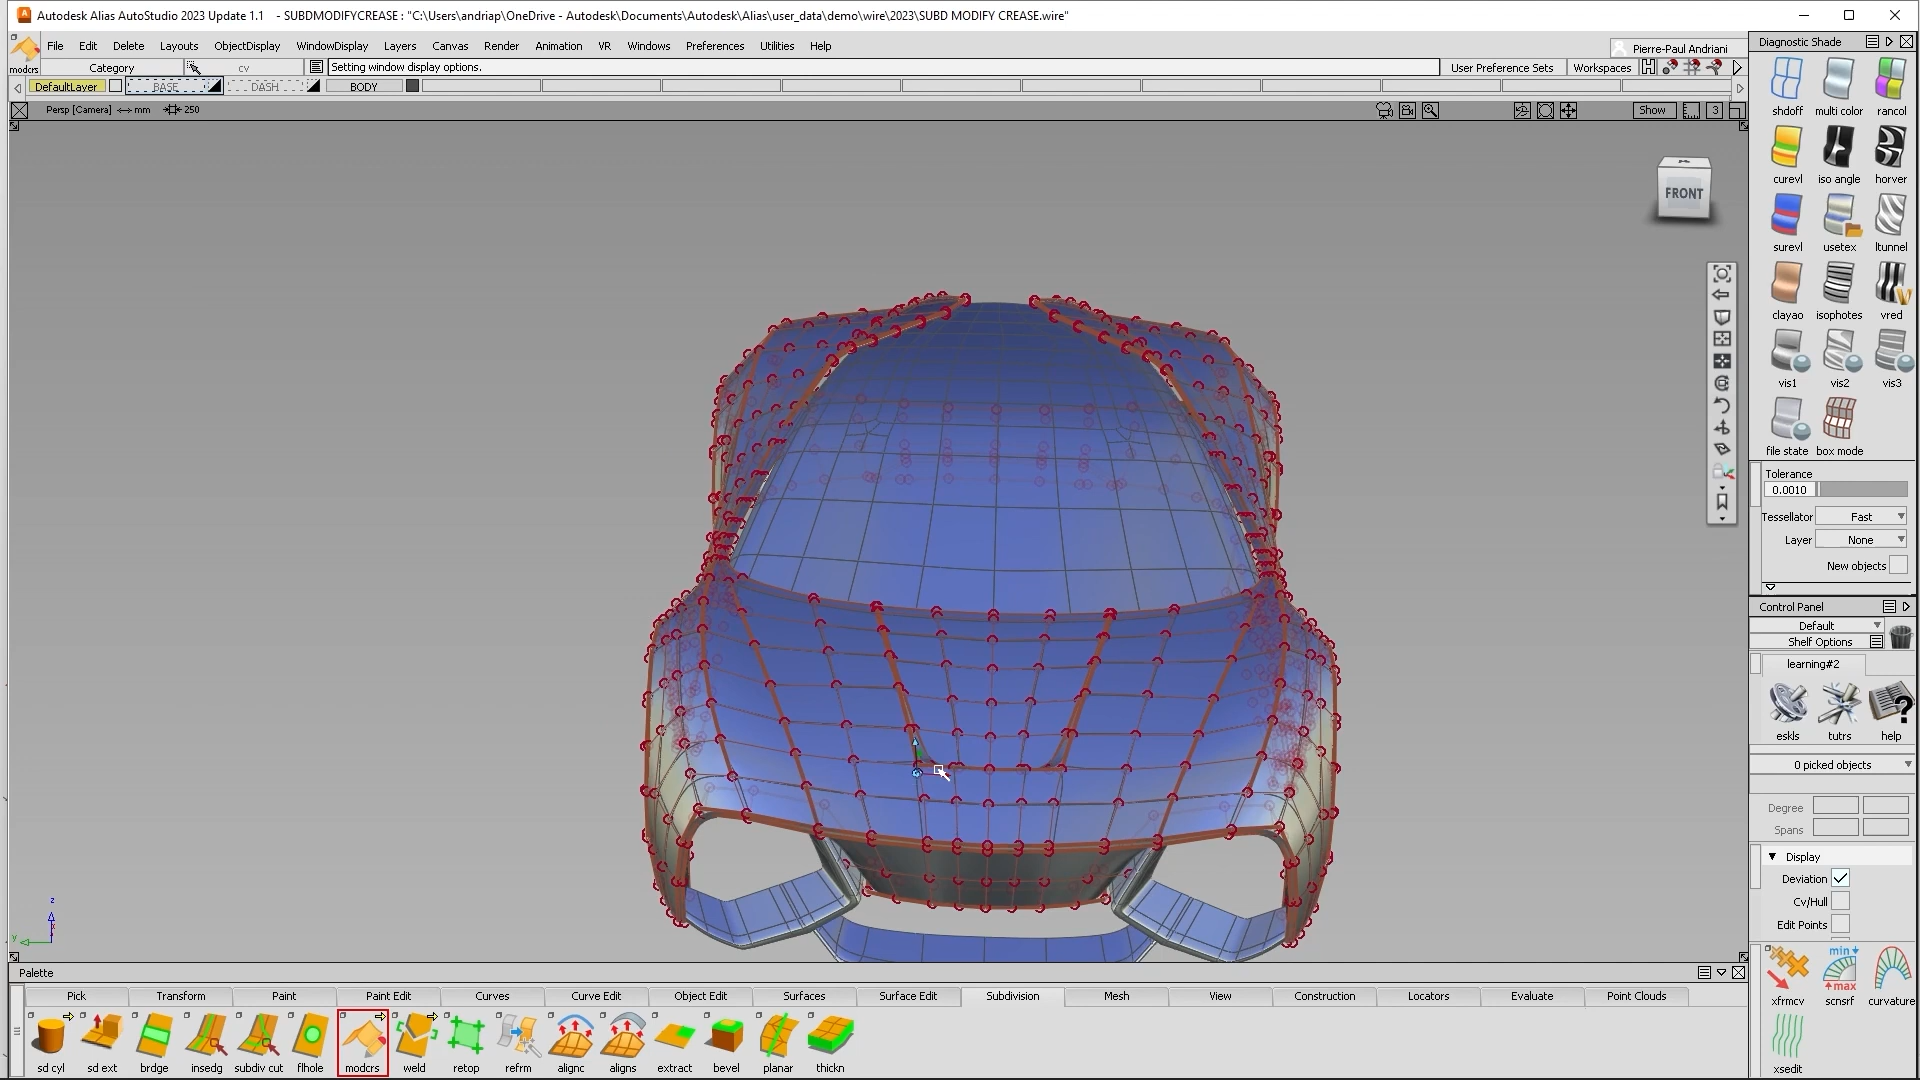 Autodesk Alias AutoStudio 2023 Update 1.1 - SUBDMODIFYCREASE : "C:\Users\andriap\OneDrive - Autodesk\Documents\Autodesk\Alias\user_data\demo\wire\2023\SUBD MODIFY CREASE.wire"
File Edit Delete Layouts ObjectDisplay WindowDisplay Layers Canvas Render Animation VR Windows Preferences Utilities Help
Pierre-Paul Andriani
modcrs
Category cv Setting window display options. User Preference Sets Workspaces
DefaultLayer BASE DASH BODY
Persp [Camera] mm 250 Show 3
FRONT
z
y
Diagnostic Shade
shdoff multi color rancol
curevl iso angle horver
surevl usetex ltunnel
clayao isophotes vred
vis1 vis2 vis3
file state box mode
Tolerance
0.0010
Tessellator Fast
Layer None
New objects
Control Panel
Default
Shelf Options
learning#2
eskls tutrs help
0 picked objects
Degree
Spans
Display
Deviation
Cv/Hull
Edit Points
min
max
xfrmcv scnsrf curvature
xsedit
Palette
Pick Transform Paint Paint Edit Curves Curve Edit Object Edit Surfaces Surface Edit Subdivision Mesh View Construction Locators Evaluate Point Clouds
sd cyl sd ext brdge insedg subdiv cut flhole modcrs weld retop refrm alignc aligns extract bevel planar thickn